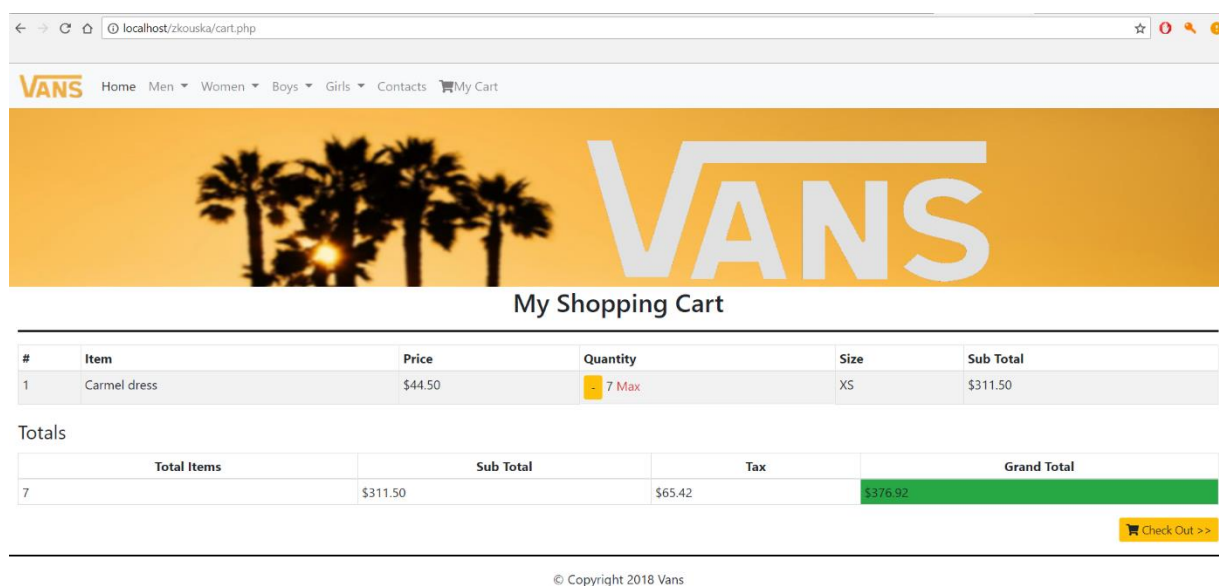 localhost/zkouska/cart.php
VANS Home Men Women Boys Girls Contacts My Cart
VANS
My Shopping Cart
# Item Price Quantity Size Sub Total
1 Carmel dress $44.50 - 7 Max XS $311.50
Totals
Total Items Sub Total Tax Grand Total
7 $311.50 $65.42 $376.92
Check Out >>
© Copyright 2018 Vans